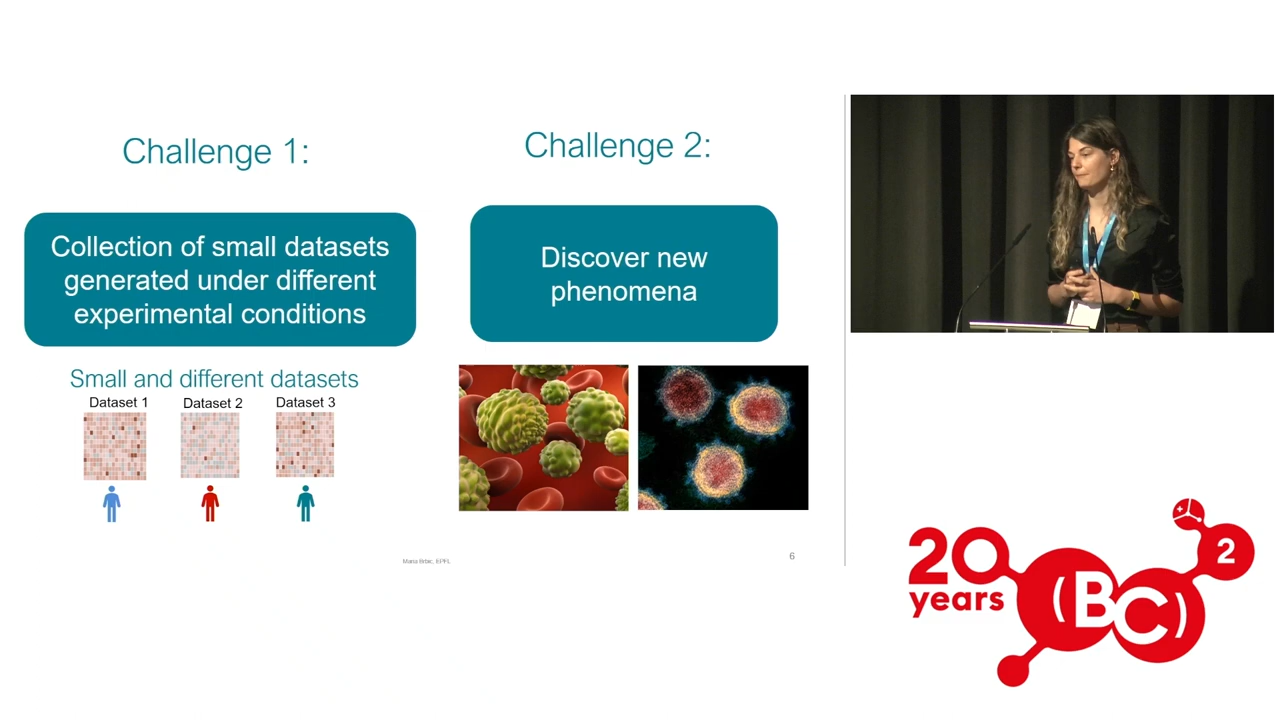 Challenge 1:
Collection of small datasets
generated under different
experimental conditions
Small and different datasets
Dataset 1
Dataset 2
Dataset 3
Challenge 2:
Discover new
phenomena
Maria Brbic, EPFL
6
20
years
(BC)
2